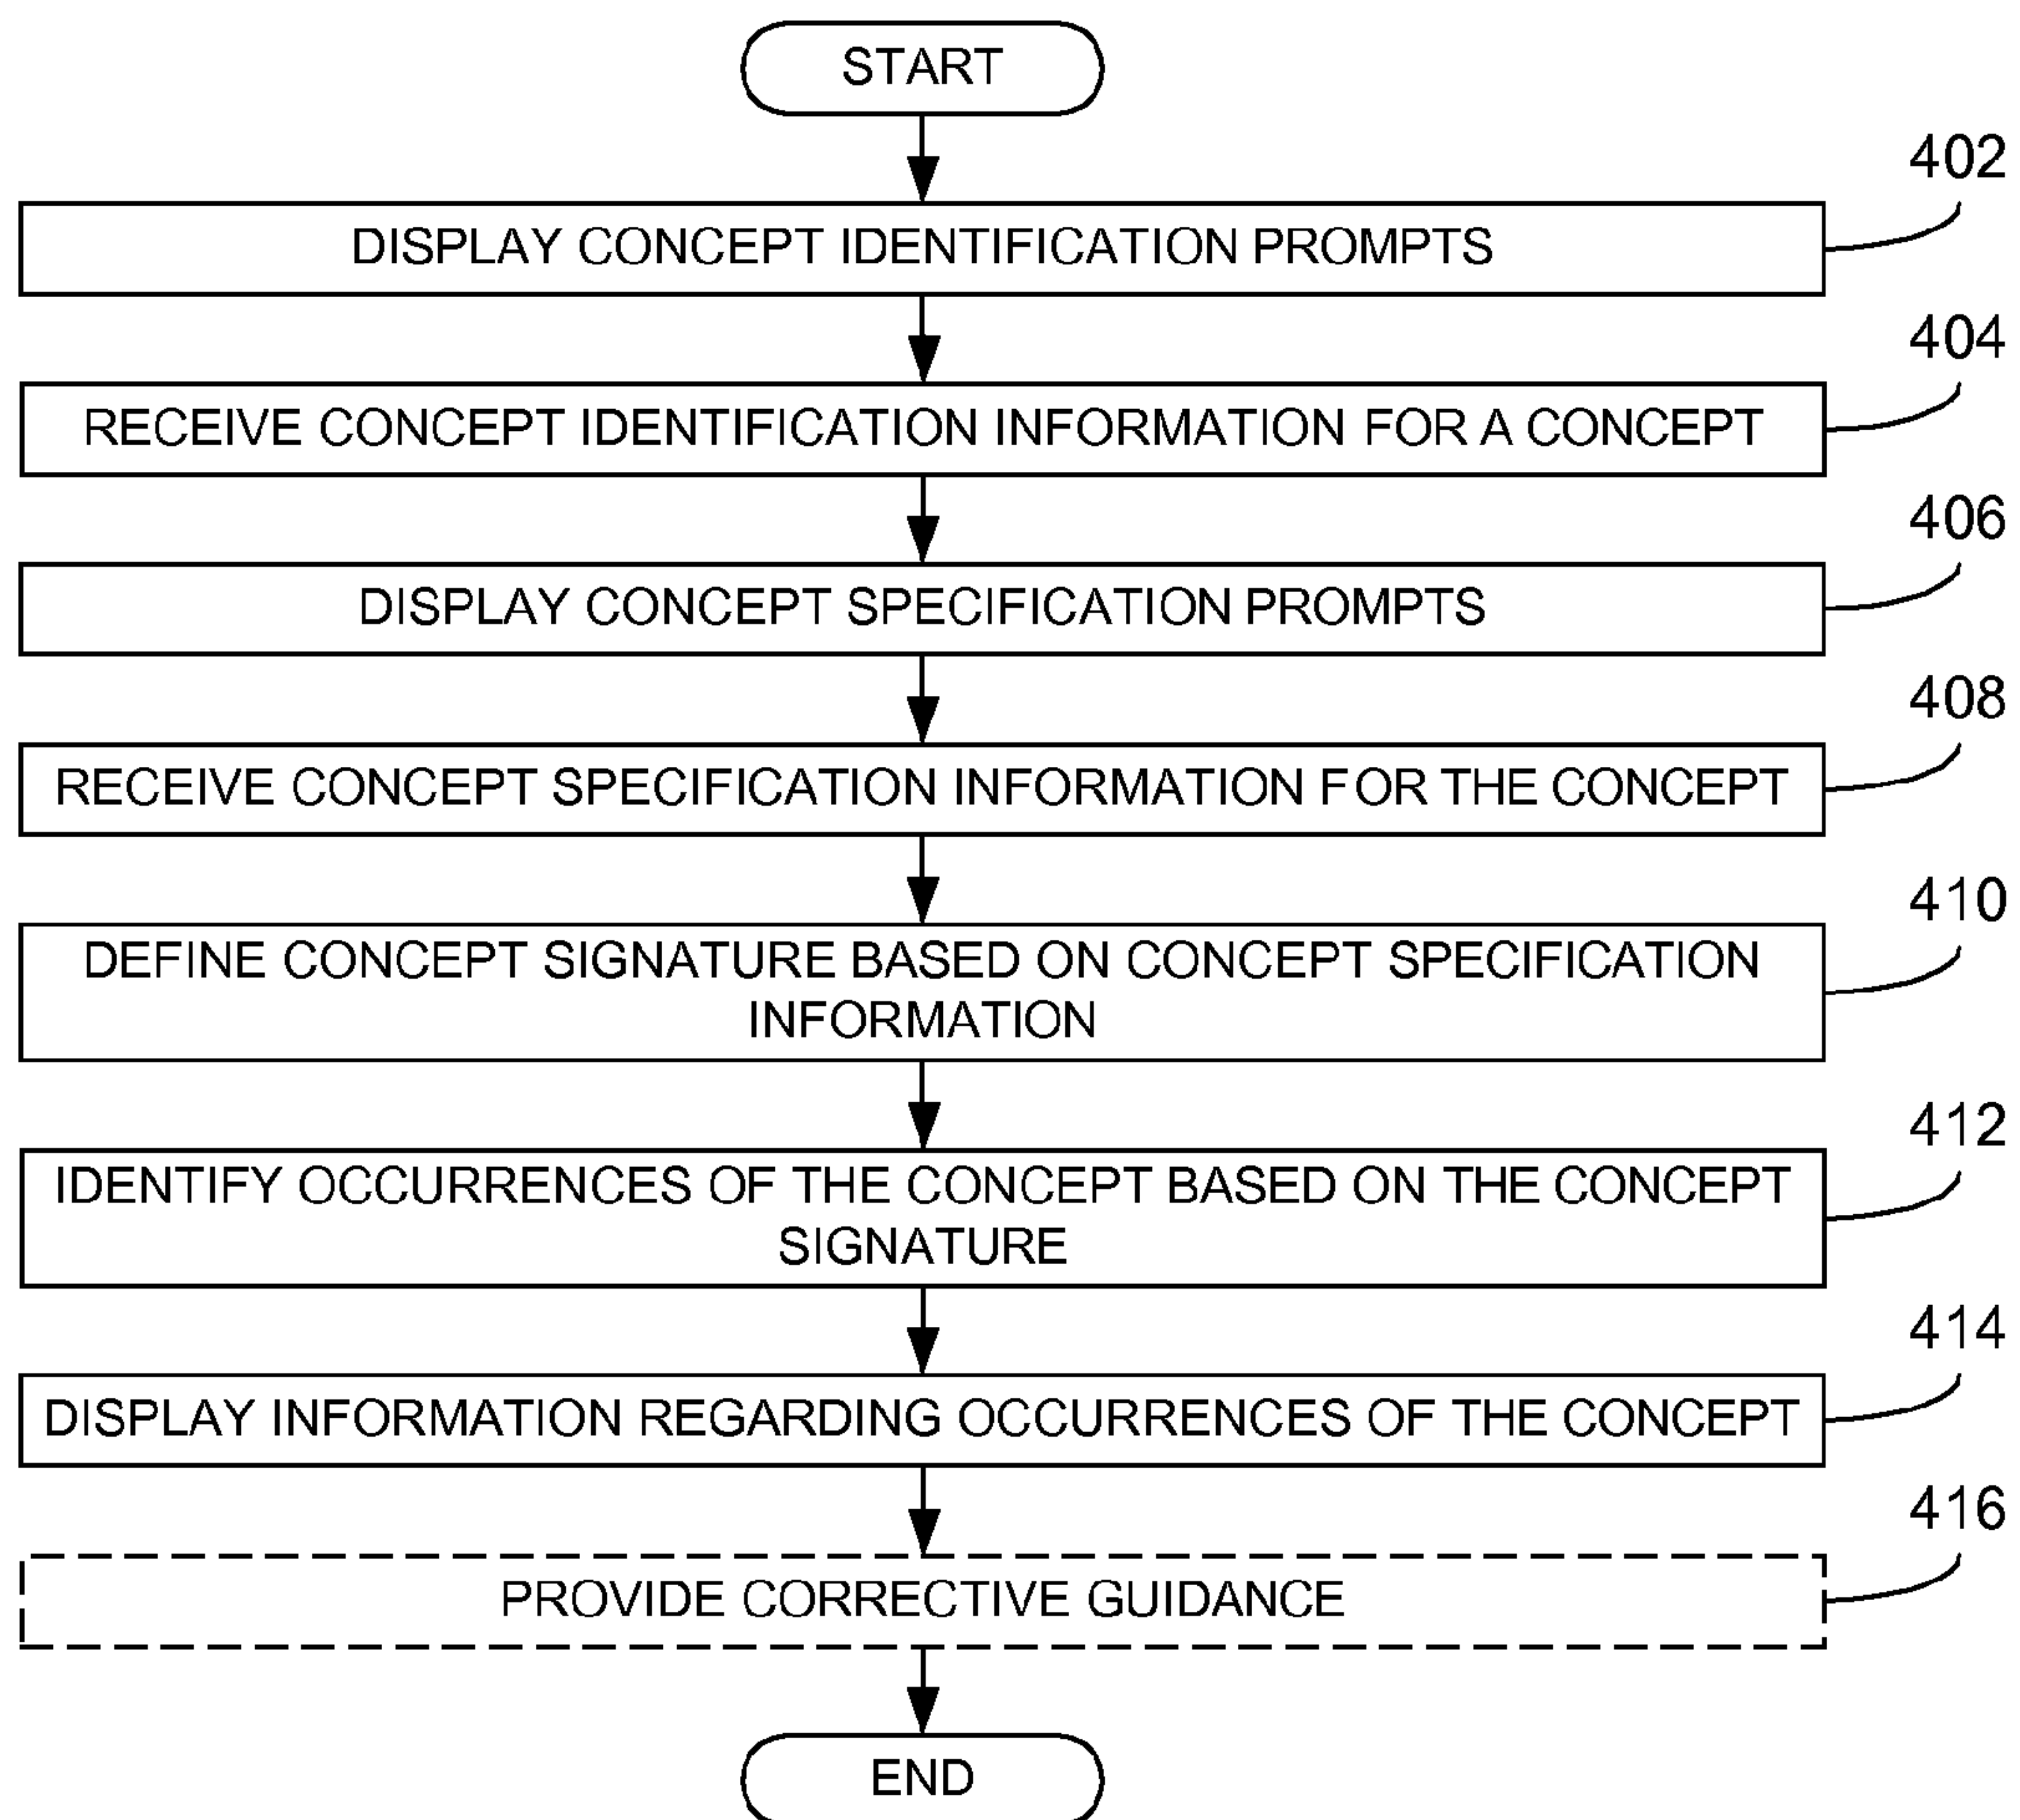 START
402
DISPLAY CONCEPT IDENTIFICATION PROMPTS
404
RECEIVE CONCEPT IDENTIFICATION INFORMATION FOR A CONCEPT
406
DISPLAY CONCEPT SPECIFICATION PROMPTS
408
RECEIVE CONCEPT SPECIFICATION INFORMATION FOR THE CONCEPT
410
DEFINE CONCEPT SIGNATURE BASED ON CONCEPT SPECIFICATION
INFORMATION
412
IDENTIFY OCCURRENCES OF THE CONCEPT BASED ON THE CONCEPT
SIGNATURE
414
DISPLAY INFORMATION REGARDING OCCURRENCES OF THE CONCEPT
416
PROVIDE CORRECTIVE GUIDANCE
END